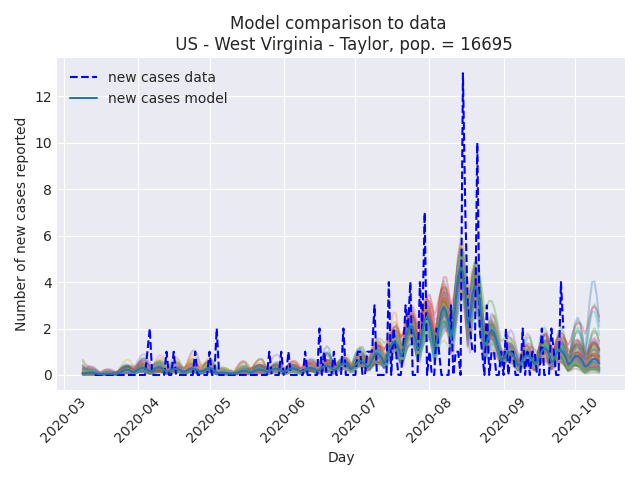 Model comparison to data
US - West Virginia - Taylor, pop. = 16695
new cases data
new cases model
Number of new cases reported
12
10
8
6
4
2
0
2020-03
2020-04
2020-05
2020-06
2020-07
2020-08
2020-09
2020-10
Day